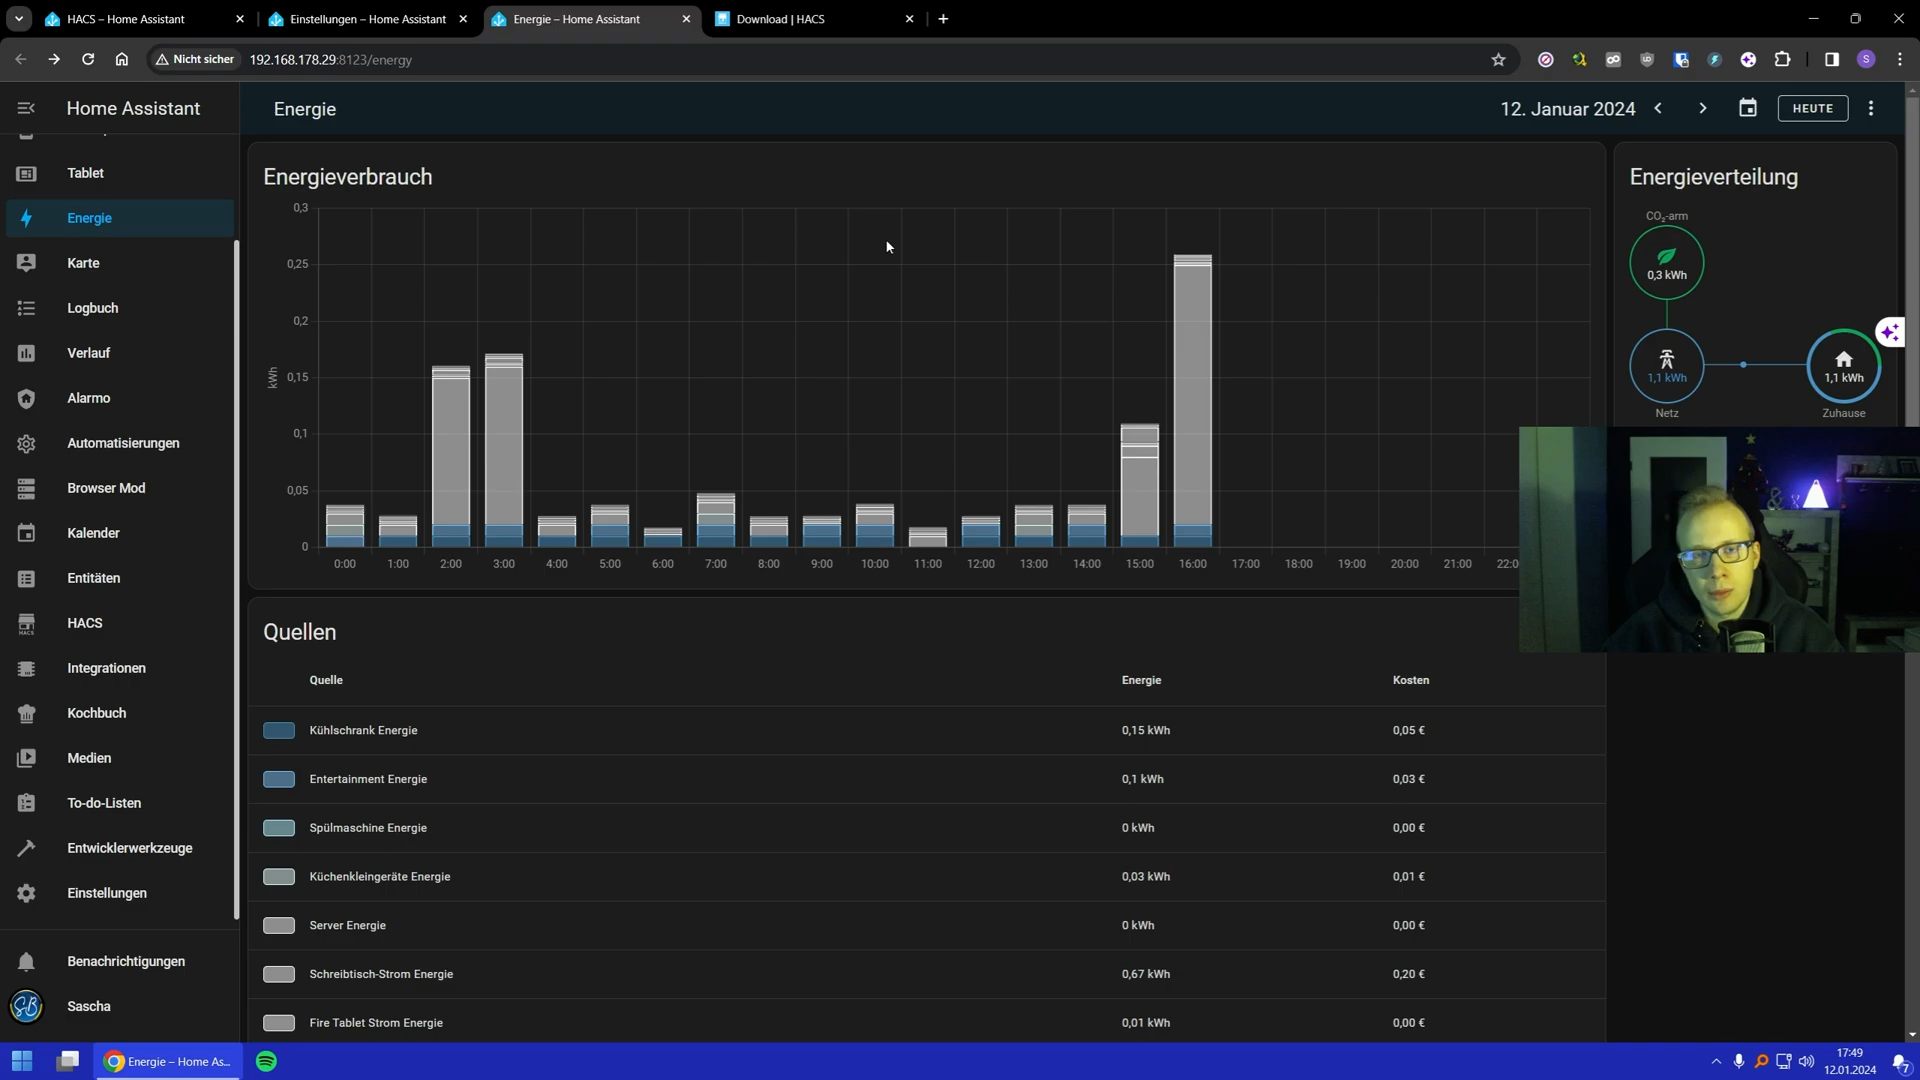 HACS – Home Assistant
Einstellungen – Home Assistant
Energie – Home Assistant
Download | HACS
Nicht sicher
192.168.178.29:8123/energy
S
Home Assistant
Tablet
Energie
Karte
Logbuch
Verlauf
Alarmo
Automatisierungen
Browser Mod
Kalender
Entitäten
HACS
HACS
Integrationen
Kochbuch
Medien
To-do-Listen
Entwicklerwerkzeuge
Einstellungen
Benachrichtigungen
SB
Sascha
Energie
12. Januar 2024
HEUTE
Energieverbrauch
kWh
0,3
0,25
0,2
0,15
0,1
0,05
0
0:00 1:00 2:00 3:00 4:00 5:00 6:00 7:00 8:00 9:00 10:00 11:00 12:00 13:00 14:00 15:00 16:00 17:00 18:00 19:00 20:00 21:00 22:0
Energieverteilung
CO₂-arm
0,3 kWh
1,1 kWh
1,1 kWh
Netz
Zuhause
Quellen
Quelle Energie Kosten
Kühlschrank Energie 0,15 kWh 0,05 €
Entertainment Energie 0,1 kWh 0,03 €
Spülmaschine Energie 0 kWh 0,00 €
Küchenkleingeräte Energie 0,03 kWh 0,01 €
Server Energie 0 kWh 0,00 €
Schreibtisch-Strom Energie 0,67 kWh 0,20 €
Fire Tablet Strom Energie 0,01 kWh 0,00 €
Energie – Home As...
17:49
12.01.2024
7